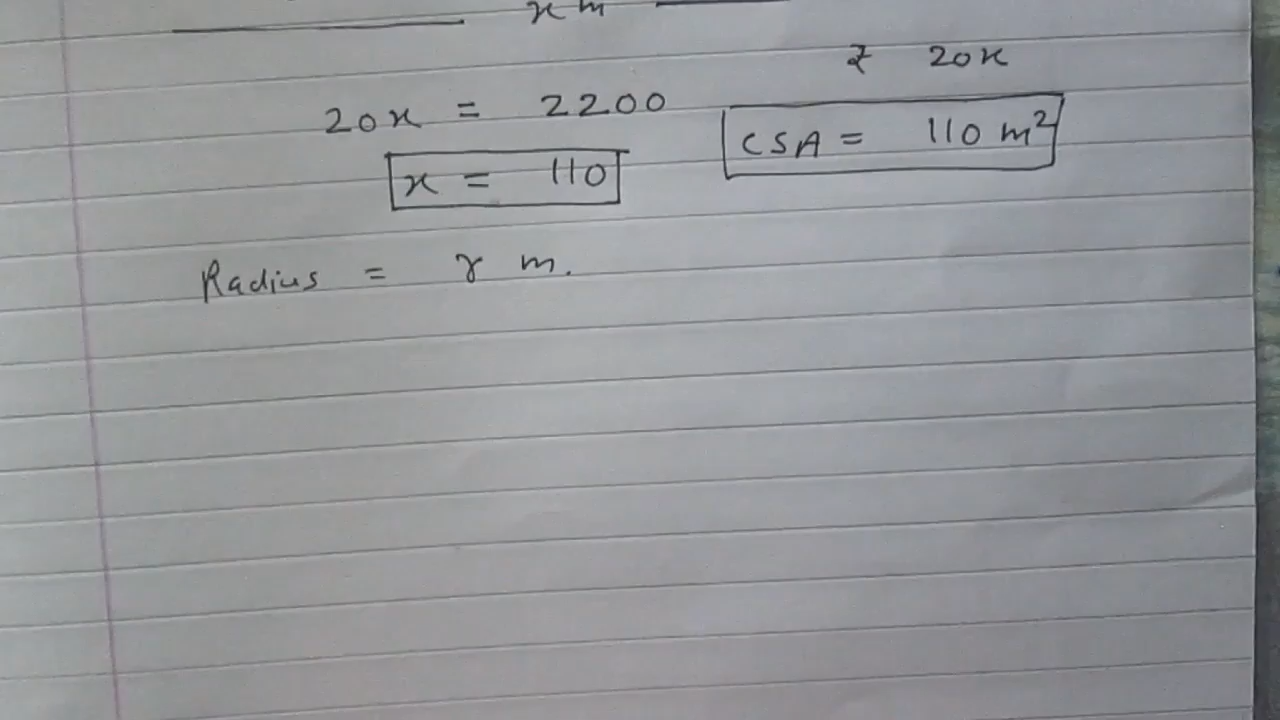 x m
₹ 20x
20x = 2200
CSA = 110 m²
x = 110
Radius = r m.